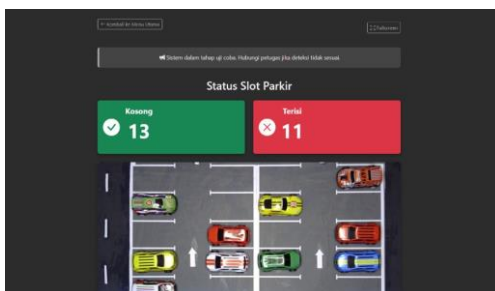 ← Kembali ke Menu Utama
Fullscreen
Sistem dalam tahap uji coba. Hubungi petugas jika deteksi tidak sesuai.
Status Slot Parkir
Kosong
13
Terisi
11